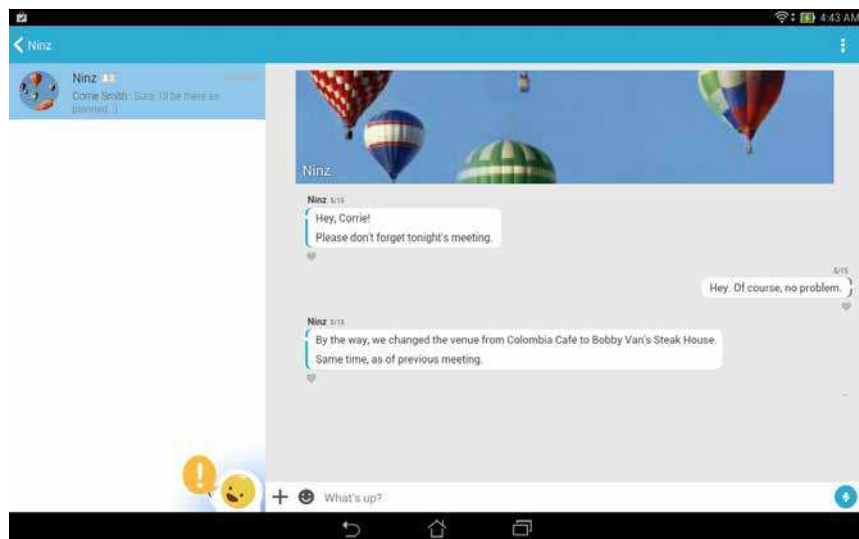 4:43 AM
Ninz
Ninz
Corrie Smith: Sure, I'll be there as
planned. :)
Ninz
Ninz 5/15
Hey, Corrie!
Please don't forget tonight's meeting.
5/15
Hey. Of course, no problem.
Ninz 5/15
By the way, we changed the venue from Colombia Café to Bobby Van's Steak House.
Same time, as of previous meeting.
What's up?